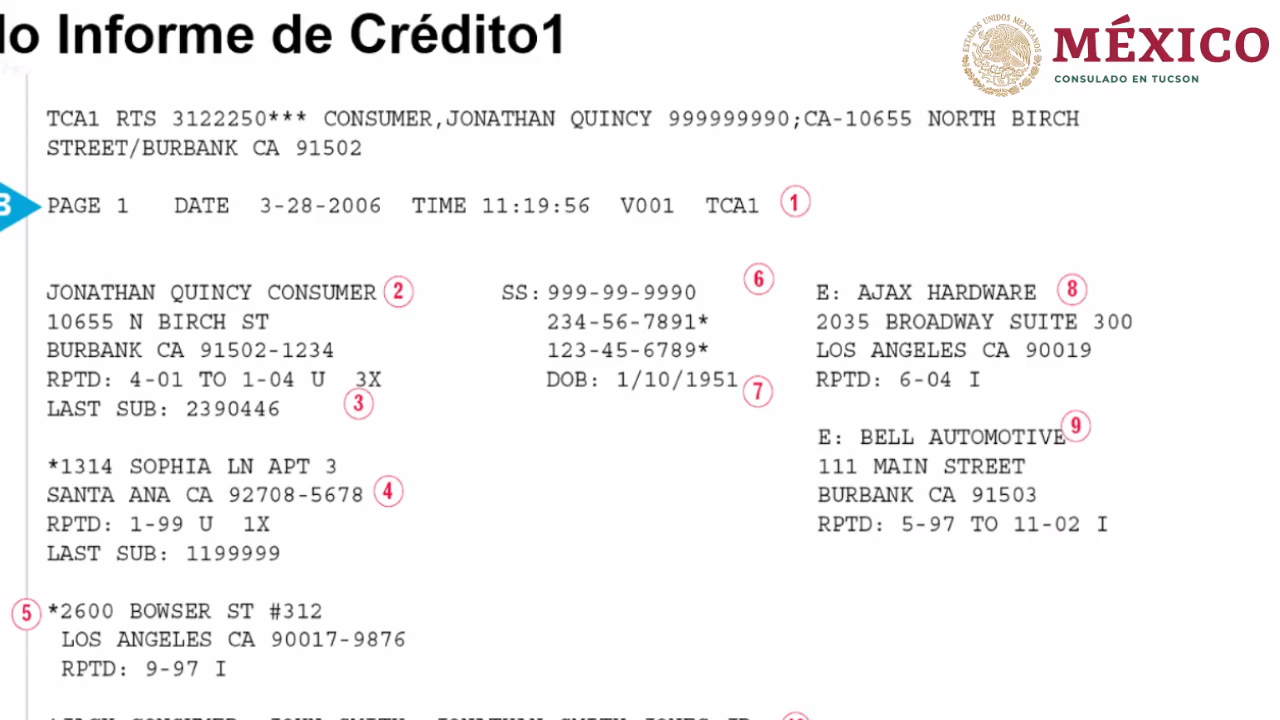 lo Informe de Crédito1
ESTADOS UNIDOS MEXICANOS
MÉXICO
CONSULADO EN TUCSON
TCA1 RTS 3122250*** CONSUMER,JONATHAN QUINCY 999999990;CA-10655 NORTH BIRCH
STREET/BURBANK CA 91502
3
PAGE 1 DATE 3-28-2006 TIME 11:19:56 V001 TCA1 1
JONATHAN QUINCY CONSUMER 2
10655 N BIRCH ST
BURBANK CA 91502-1234
RPTD: 4-01 TO 1-04 U 3X
LAST SUB: 2390446 3
*1314 SOPHIA LN APT 3
SANTA ANA CA 92708-5678 4
RPTD: 1-99 U 1X
LAST SUB: 1199999
5 *2600 BOWSER ST #312
LOS ANGELES CA 90017-9876
RPTD: 9-97 I
SS: 999-99-9990 6
234-56-7891*
123-45-6789*
DOB: 1/10/1951 7
E: AJAX HARDWARE 8
2035 BROADWAY SUITE 300
LOS ANGELES CA 90019
RPTD: 6-04 I
E: BELL AUTOMOTIVE 9
111 MAIN STREET
BURBANK CA 91503
RPTD: 5-97 TO 11-02 I